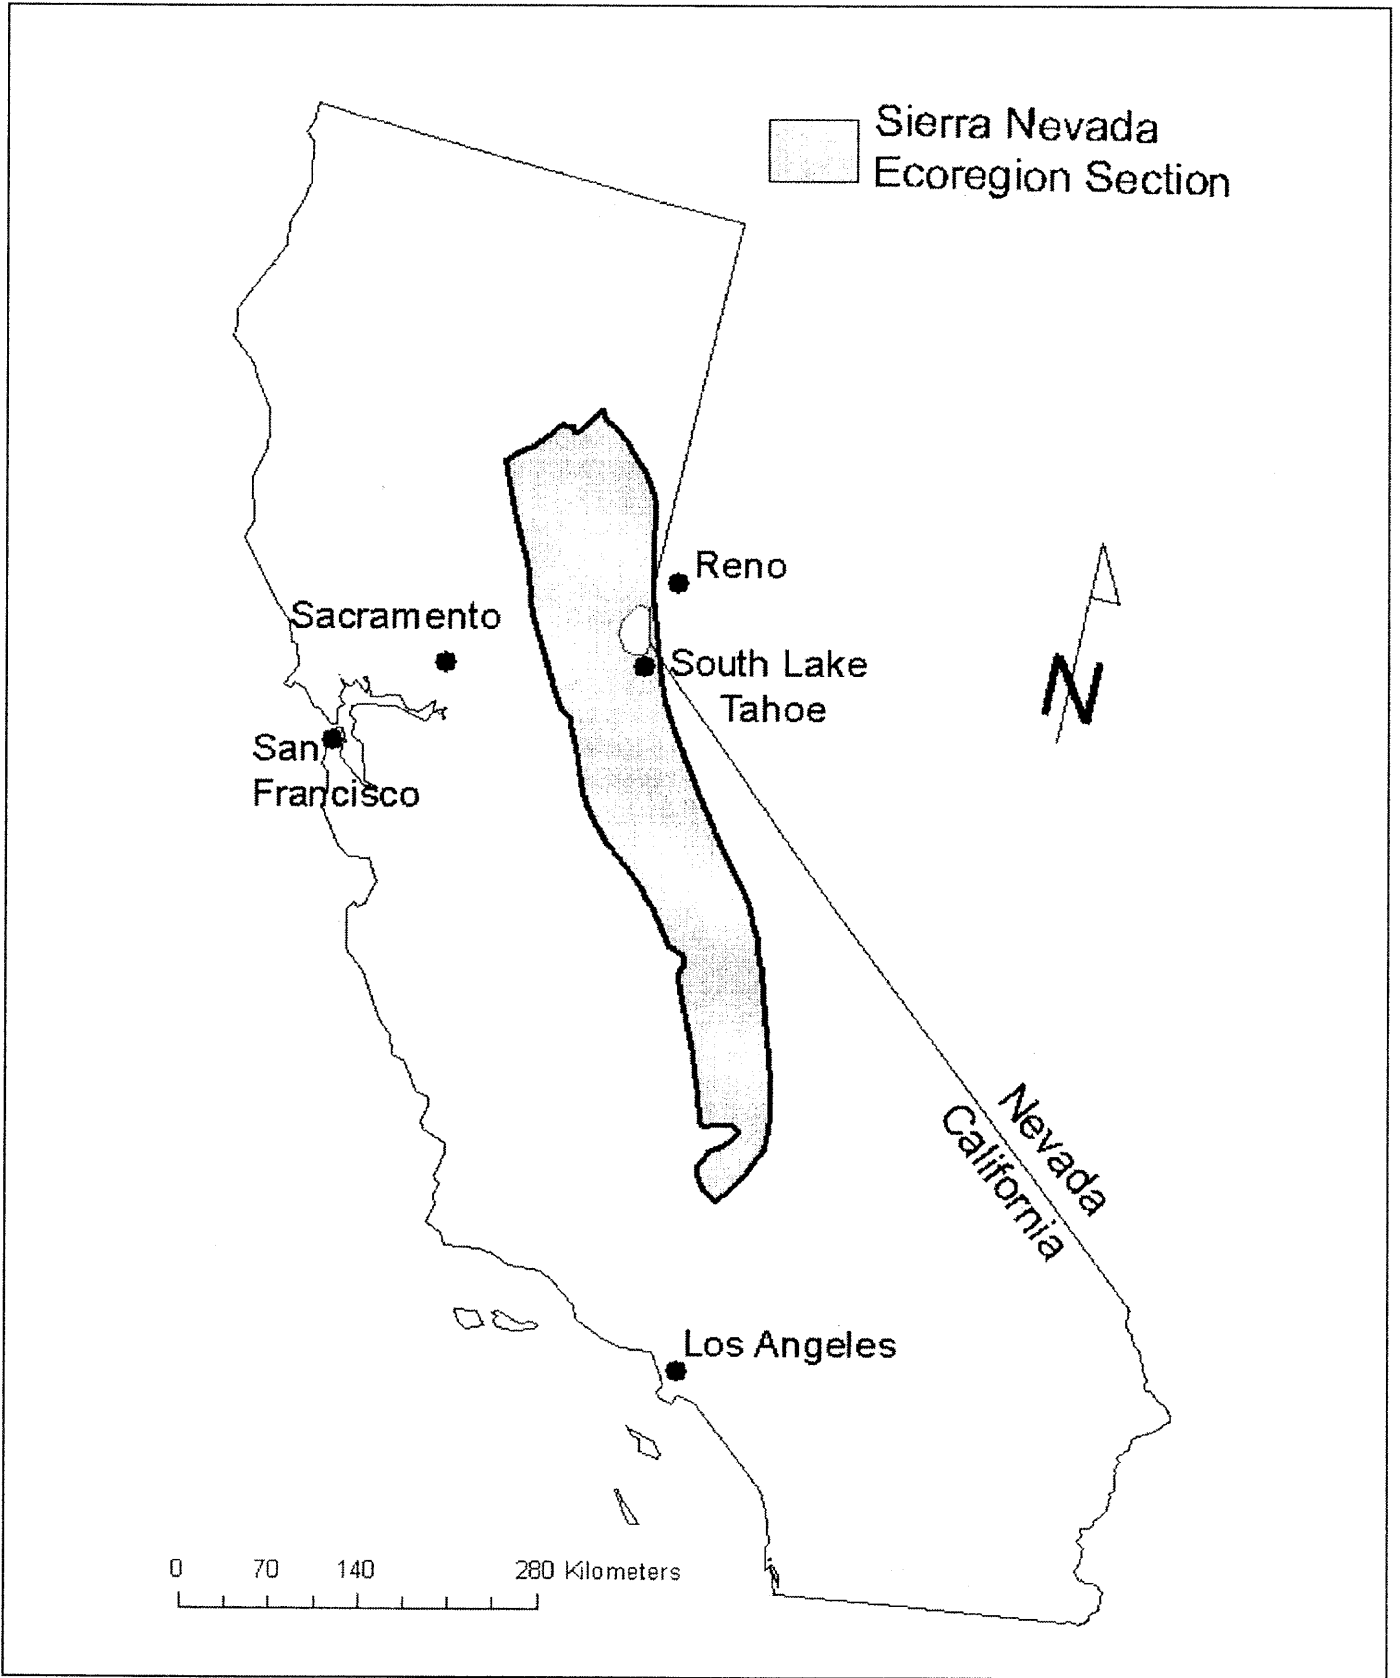 Sierra Nevada
Ecoregion Section
Reno
Sacramento
South Lake
Tahoe
San
Francisco
N
Nevada
California
Los Angeles
0 70 140 280 Kilometers